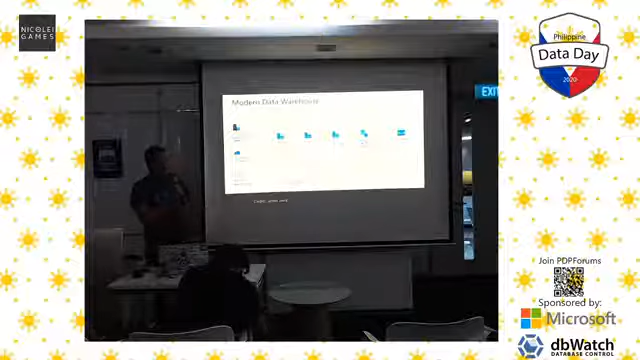 NICOLEI
GAMES
Philippine
Data Day
2020
Modern Data Warehouse
EXIT
Join PDPForums
Sponsored by:
Microsoft
dbWatch
DATABASE CONTROL